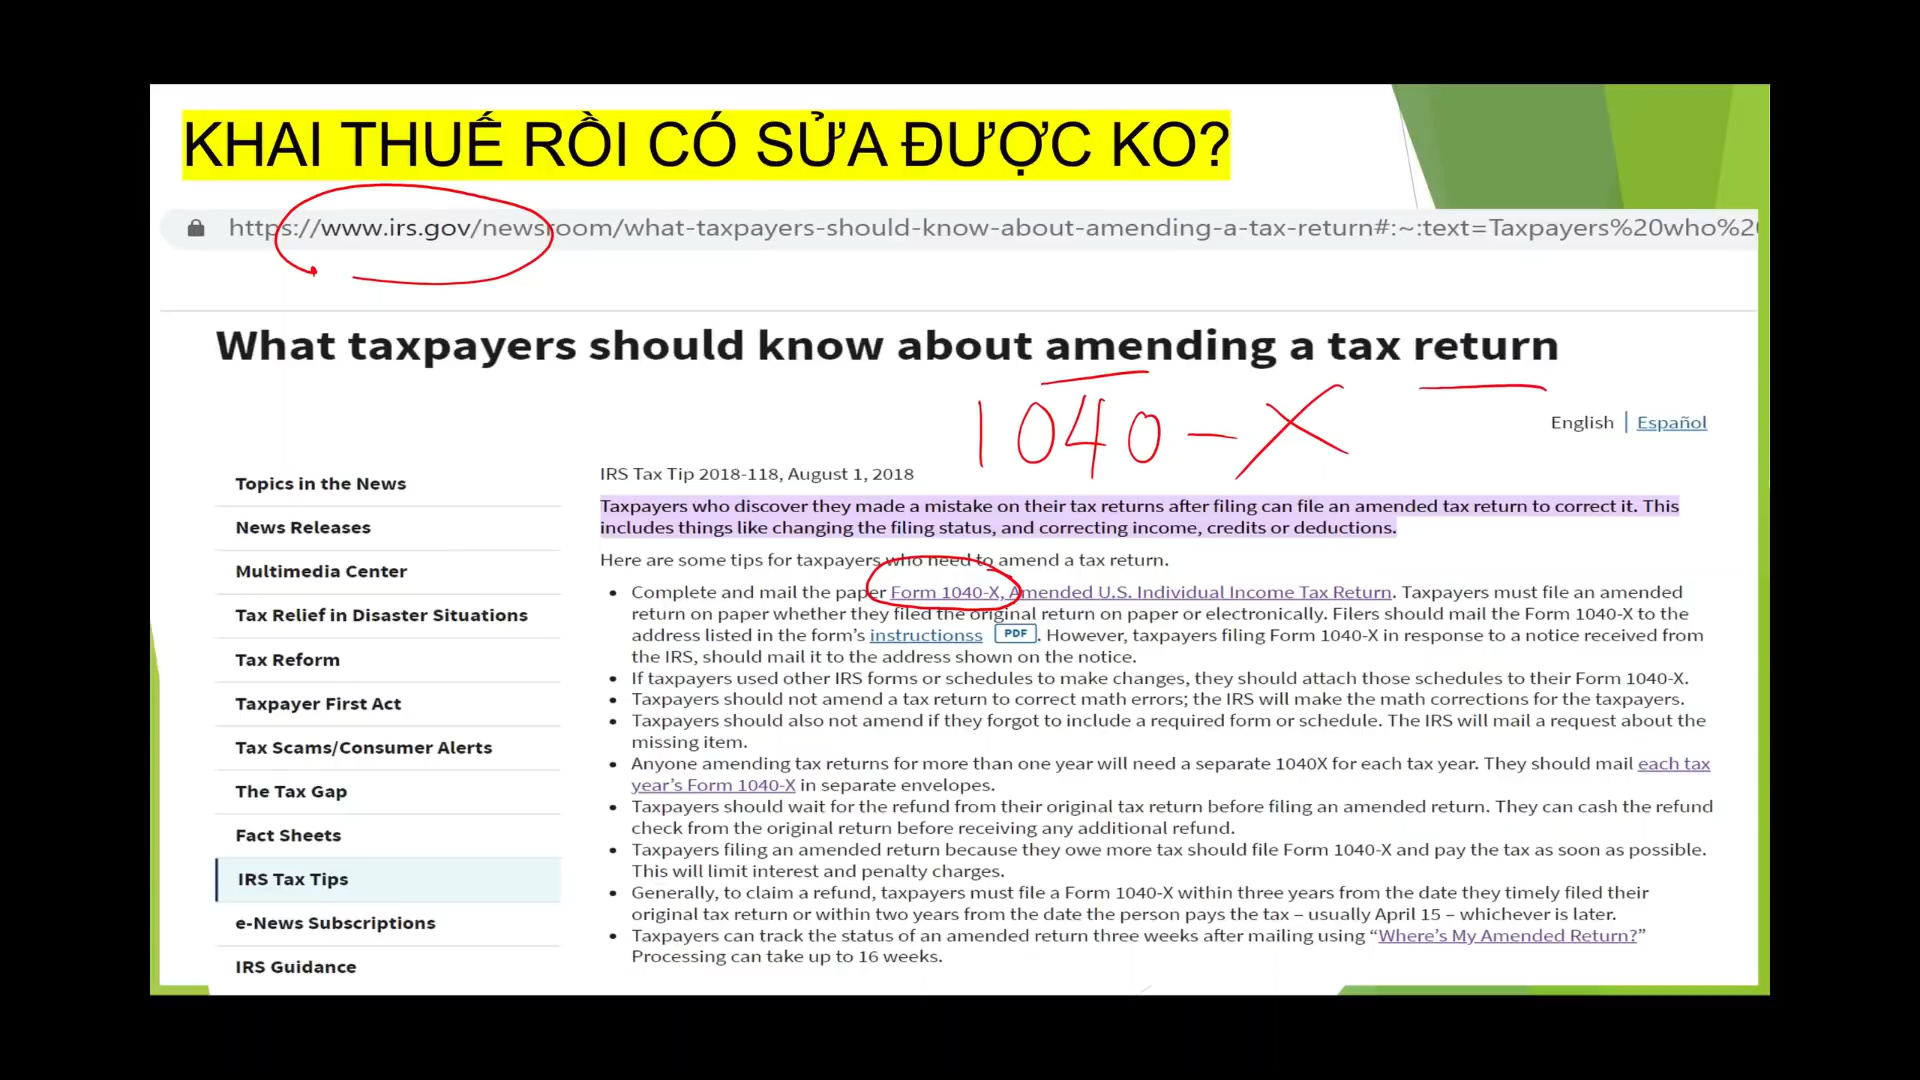 KHAI THUẾ RỒI CÓ SỬA ĐƯỢC KO?
https://www.irs.gov/newsroom/what-taxpayers-should-know-about-amending-a-tax-return#:~:text=Taxpayers%20who%20
What taxpayers should know about amending a tax return
1040-X
English | Español
Topics in the News
News Releases
Multimedia Center
Tax Relief in Disaster Situations
Tax Reform
Taxpayer First Act
Tax Scams/Consumer Alerts
The Tax Gap
Fact Sheets
IRS Tax Tips
e-News Subscriptions
IRS Guidance
IRS Tax Tip 2018-118, August 1, 2018
Taxpayers who discover they made a mistake on their tax returns after filing can file an amended tax return to correct it. This
includes things like changing the filing status, and correcting income, credits or deductions.
Here are some tips for taxpayers who need to amend a tax return.
• Complete and mail the paper Form 1040-X, Amended U.S. Individual Income Tax Return. Taxpayers must file an amended
return on paper whether they filed the original return on paper or electronically. Filers should mail the Form 1040-X to the
address listed in the form's instructionss PDF. However, taxpayers filing Form 1040-X in response to a notice received from
the IRS, should mail it to the address shown on the notice.
• If taxpayers used other IRS forms or schedules to make changes, they should attach those schedules to their Form 1040-X.
• Taxpayers should not amend a tax return to correct math errors; the IRS will make the math corrections for the taxpayers.
• Taxpayers should also not amend if they forgot to include a required form or schedule. The IRS will mail a request about the
missing item.
• Anyone amending tax returns for more than one year will need a separate 1040X for each tax year. They should mail each tax
year's Form 1040-X in separate envelopes.
• Taxpayers should wait for the refund from their original tax return before filing an amended return. They can cash the refund
check from the original return before receiving any additional refund.
• Taxpayers filing an amended return because they owe more tax should file Form 1040-X and pay the tax as soon as possible.
This will limit interest and penalty charges.
• Generally, to claim a refund, taxpayers must file a Form 1040-X within three years from the date they timely filed their
original tax return or within two years from the date the person pays the tax – usually April 15 – whichever is later.
• Taxpayers can track the status of an amended return three weeks after mailing using “Where's My Amended Return?”
Processing can take up to 16 weeks.